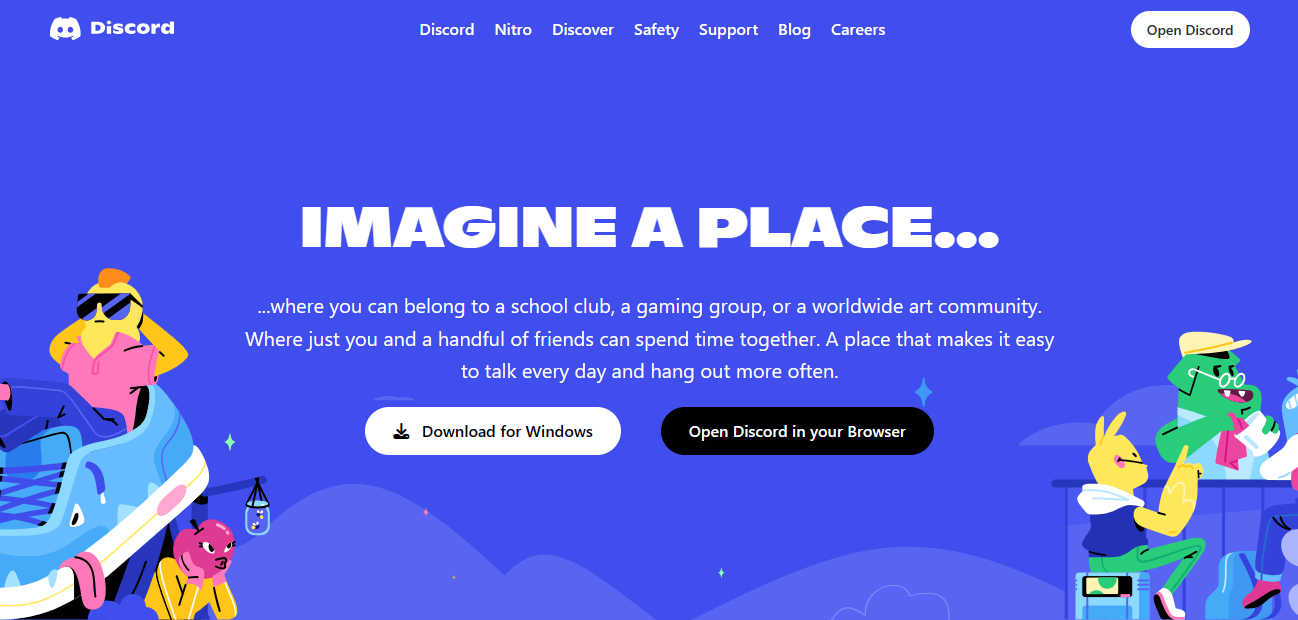 Discord
Discord Nitro Discover Safety Support Blog Careers
Open Discord
IMAGINE A PLACE...
...where you can belong to a school club, a gaming group, or a worldwide art community.
Where just you and a handful of friends can spend time together. A place that makes it easy
to talk every day and hang out more often.
Download for Windows
Open Discord in your Browser